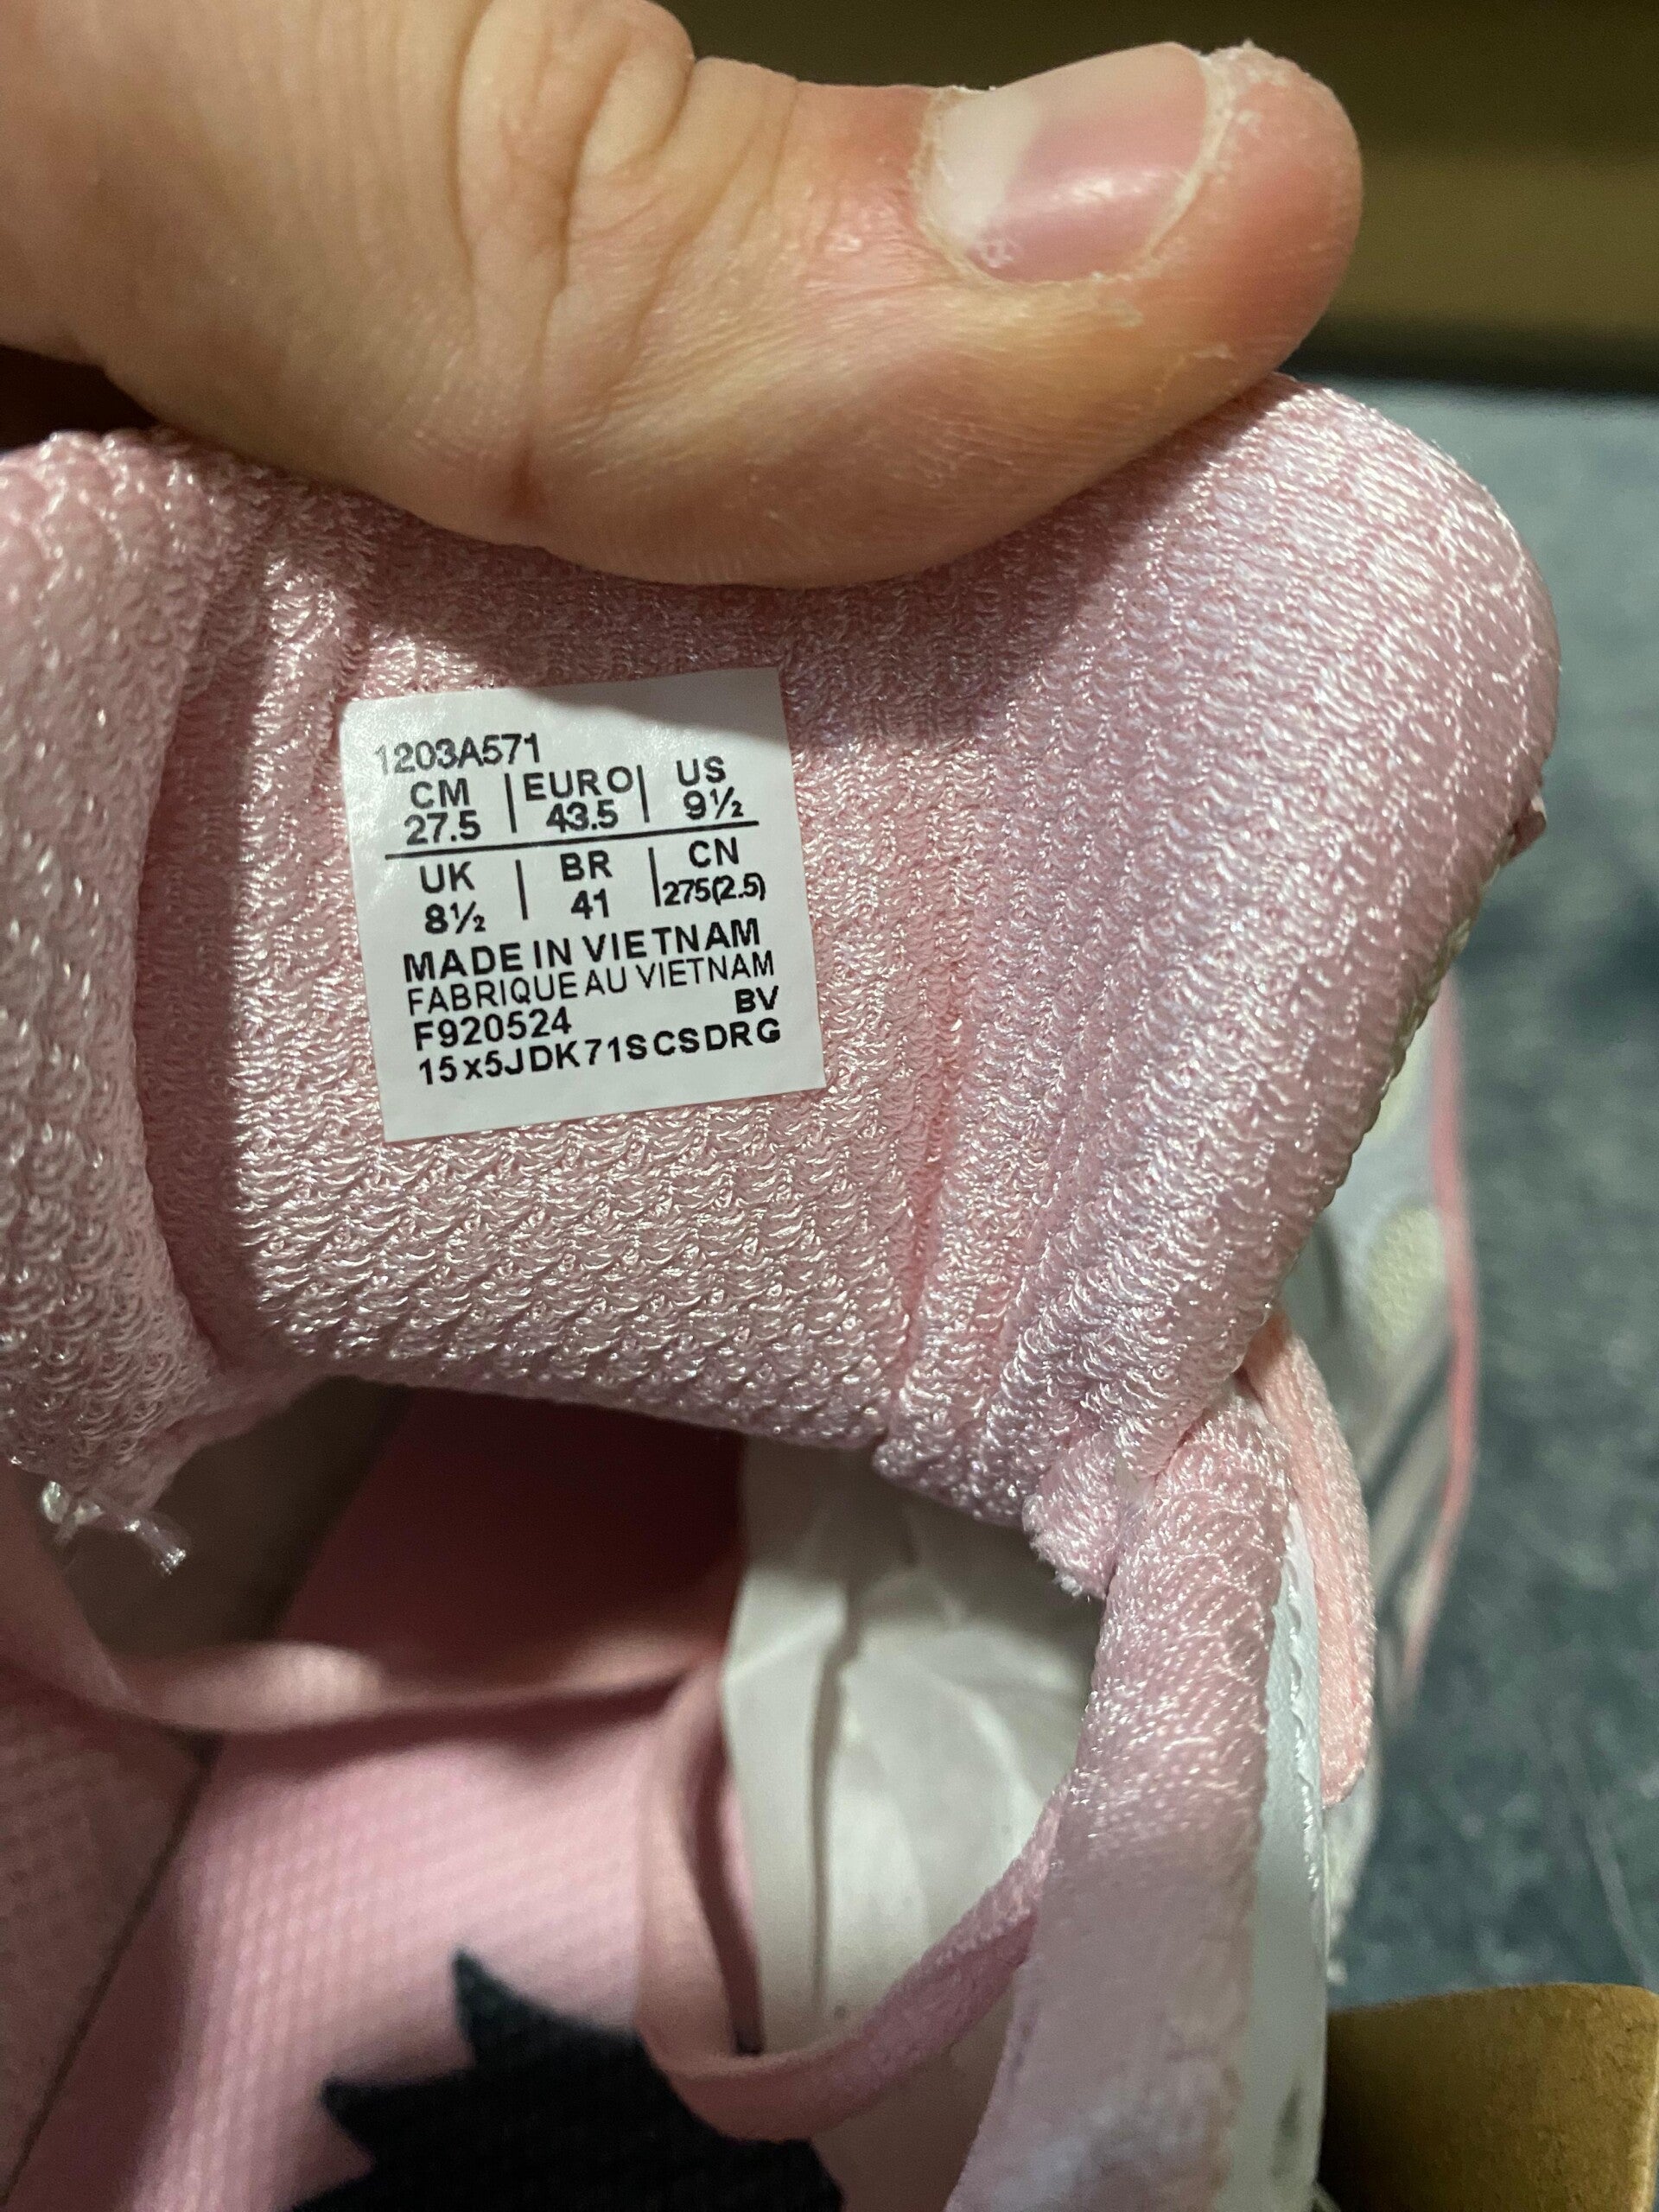 1203A571
CM | EURO | US
27.5 | 43.5 | 9½
UK | BR | CN
8½ | 41 | 275(2.5)
MADE IN VIETNAM
FABRIQUE AU VIETNAM
F920524 BV
15x5JDK71SCSDRG